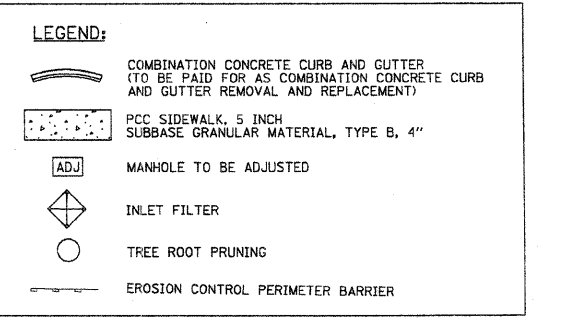 LEGEND:
COMBINATION CONCRETE CURB AND GUTTER
(TO BE PAID FOR AS COMBINATION CONCRETE CURB
AND GUTTER REMOVAL AND REPLACEMENT)
PCC SIDEWALK, 5 INCH
SUBBASE GRANULAR MATERIAL, TYPE B, 4"
ADJ MANHOLE TO BE ADJUSTED
INLET FILTER
TREE ROOT PRUNING
EROSION CONTROL PERIMETER BARRIER